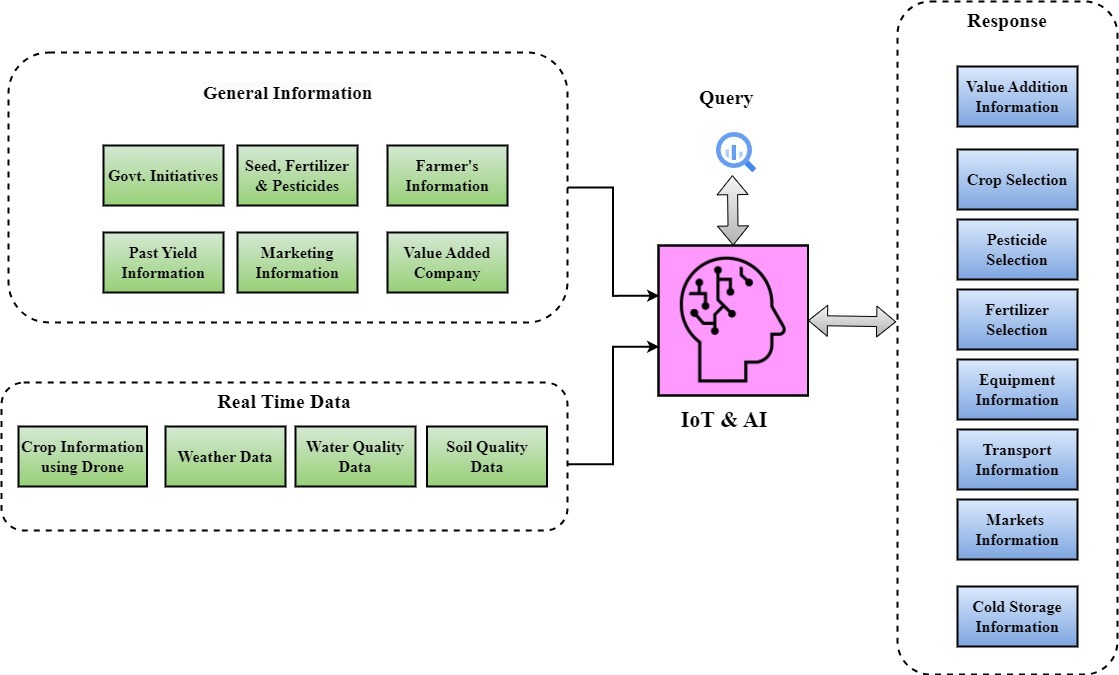 General Information
Govt. Initiatives
Seed, Fertilizer
& Pesticides
Farmer's
Information
Past Yield
Information
Marketing
Information
Value Added
Company
Real Time Data
Crop Information
using Drone
Weather Data
Water Quality
Data
Soil Quality
Data
Query
IoT & AI
Response
Value Addition
Information
Crop Selection
Pesticide
Selection
Fertilizer
Selection
Equipment
Information
Transport
Information
Markets
Information
Cold Storage
Information